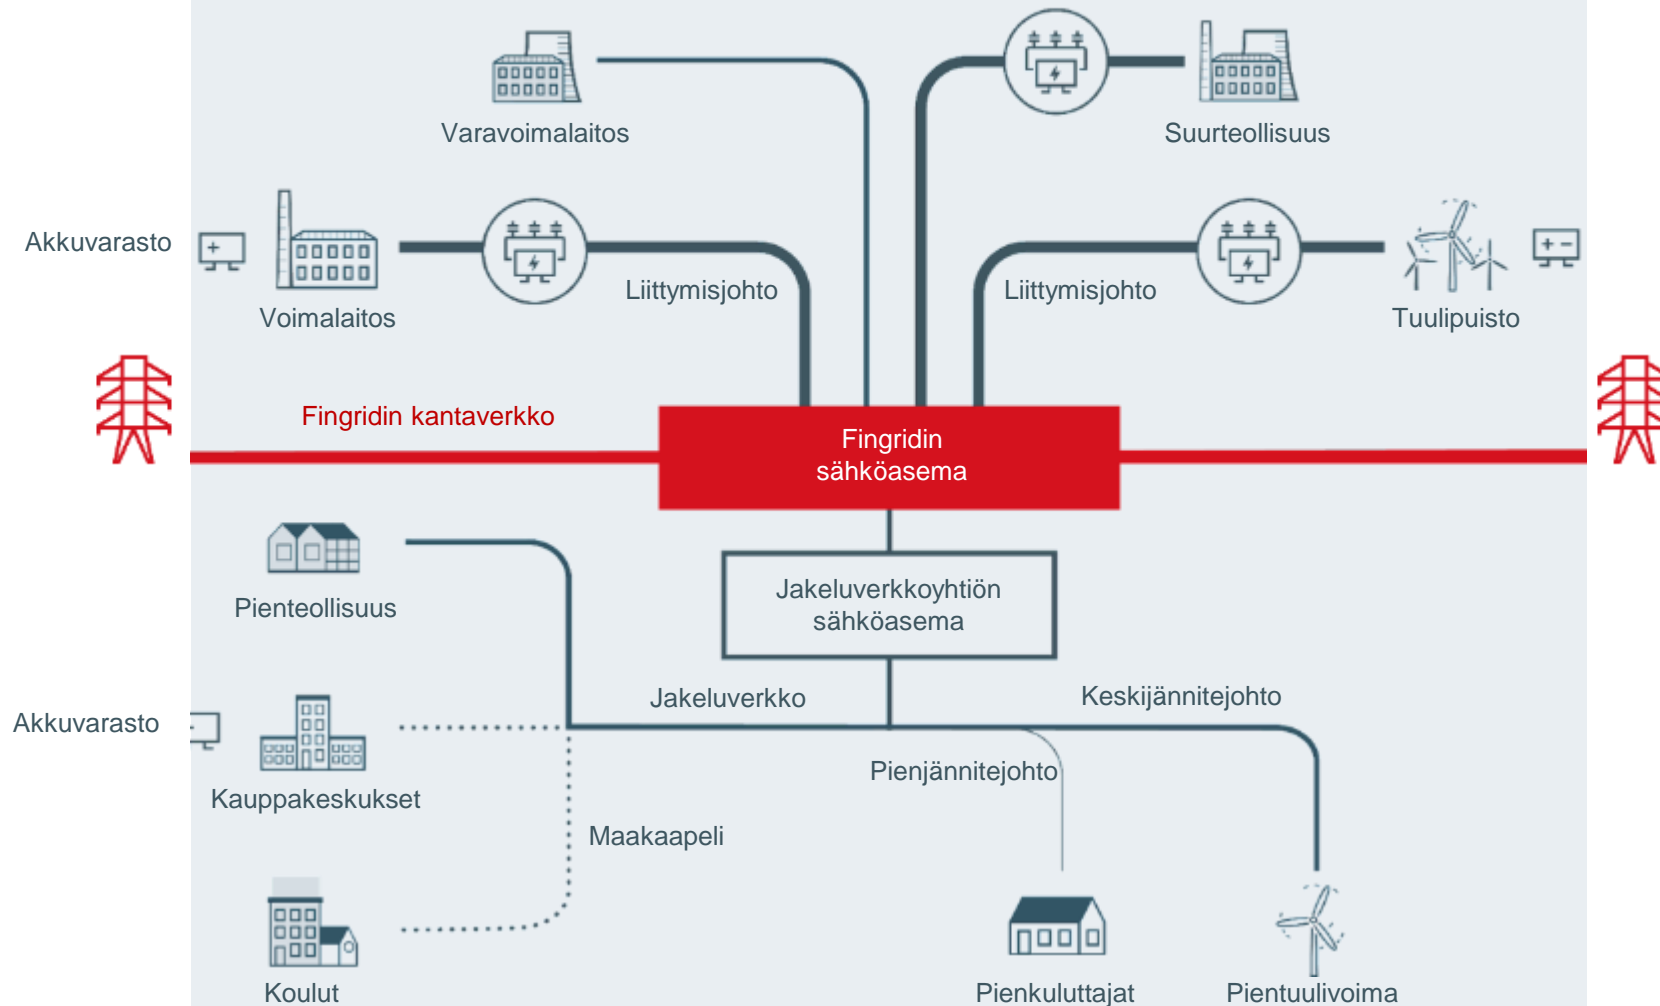 Varavoimalaitos
Suurteollisuus
Akkuvarasto
Liittymisjohto
Liittymisjohto
Voimalaitos
Tuulipuisto
Fingridin kantaverkko
Fingridin
sähköasema
Pienteollisuus
Jakeluverkkoyhtiön
sähköasema
Jakeluverkko
Keskijännitejohto
Akkuvarasto
Pienjännitejohto
Kauppakeskukset
Maakaapeli
Koulut
Pienkuluttajat
Pientuulivoima